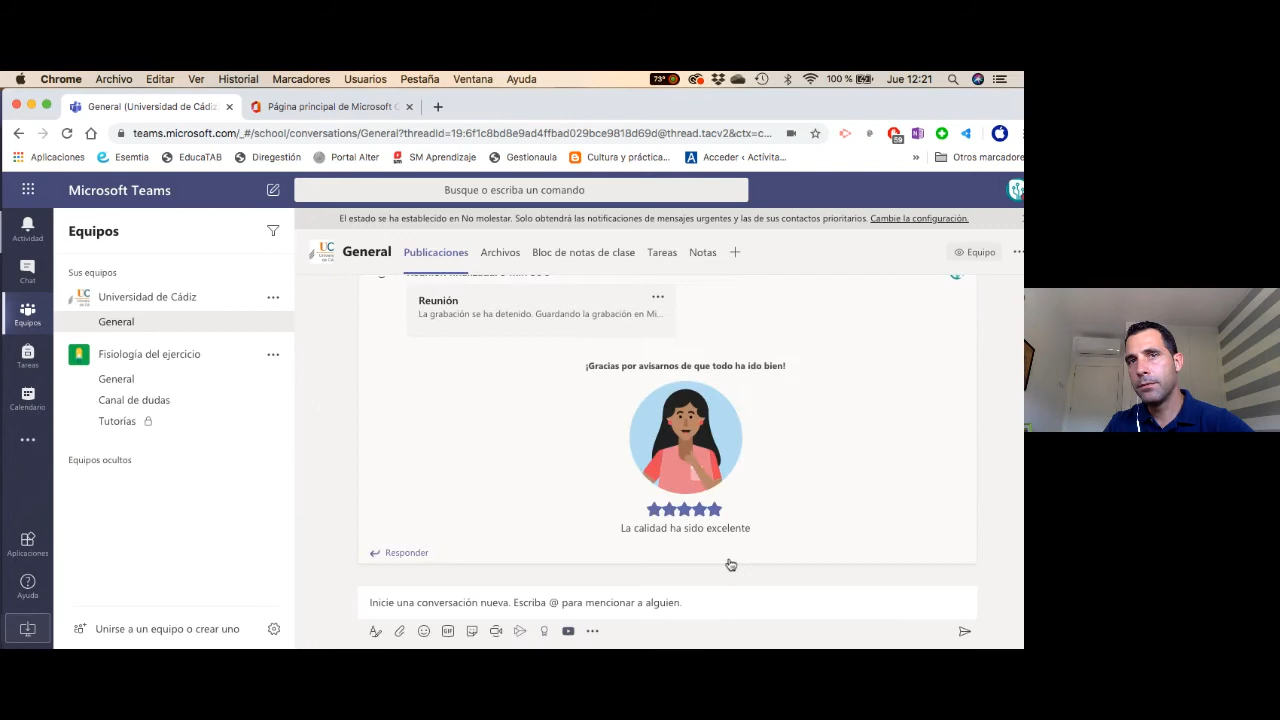 Chrome Archivo Editar Ver Historial Marcadores Usuarios Pestaña Ventana Ayuda
73° 100 % Jue 12:21
General (Universidad de Cádiz
Página principal de Microsoft
teams.microsoft.com/_#/school/conversations/General?threadId=19:6f1c8bd8e9ad4ffbad029bce9818d69d@thread.tacv2&ctx=c...
59
Aplicaciones Esemtia EducaTAB Diregestión Portal Alter SM Aprendizaje Gestionaula Cultura y práctica... Acceder ‹ Activita... » Otros marcadore
Microsoft Teams
Busque o escriba un comando
El estado se ha establecido en No molestar. Solo obtendrá las notificaciones de mensajes urgentes y las de sus contactos prioritarios. Cambie la configuración.
Actividad
Chat
Equipos
Tareas
Calendario
Aplicaciones
Ayuda
Equipos
Sus equipos
UC
Universidad de Cádiz
General
Fisiología del ejercicio
General
Canal de dudas
Tutorías
Equipos ocultos
Unirse a un equipo o crear uno
UC
General Publicaciones Archivos Bloc de notas de clase Tareas Notas +
Equipo
Reunión
La grabación se ha detenido. Guardando la grabación en Mi...
¡Gracias por avisarnos de que todo ha ido bien!
La calidad ha sido excelente
Responder
Inicie una conversación nueva. Escriba @ para mencionar a alguien.
GIF